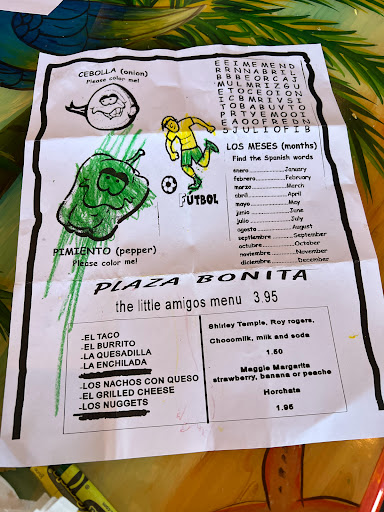 CEBOLLA (onion)
Please color me!
E E I M E M E N D
R R N N A B R I L
B B B E O R C A J
M U L M R I Z G U
E T O C E O I O N
I C B M R I V S I
T O B A B U V T O
P R T Y E M O O I
E A O O F R E D N
S J U L I O F I B
FUTBOL
LOS MESES (months)
Find the Spanish words
enero...............January
febrero............February
marzo..............March
abril................April
mayo...............May
junio...............June
julio................July
agosto.............August
septiembre.......September
octubre............October
noviembre........November
diciembre.........December
PIMIENTO (pepper)
Please color me!
PLAZA BONITA
the little amigos menu 3.95
-EL TACO
-EL BURRITO
-LA QUESADILLA
-LA ENCHILADA
-LOS NACHOS CON QUESO
-EL GRILLED CHEESE
-LOS NUGGETS
Shirley Temple, Roy rogers,
Chocomilk, milk and soda
1.50
Maggie Margarita
strawberry, banana or peache
Horchata
1.95